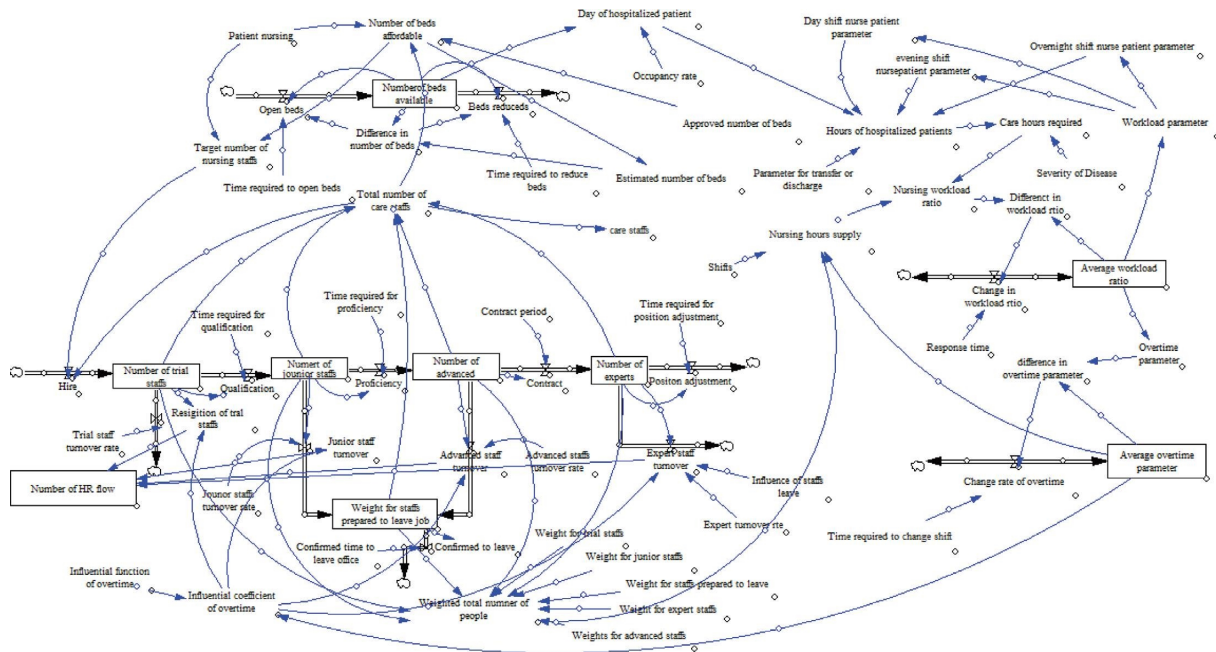 Number of beds
affordable
Day of hospitalized patient
Day shift nurse patient
parameter
Patient nursing
evening shift
nursepatient parameter
Overnight shift nurse patient parameter
Occupancy rate
Number of beds
available
Open beds
Beds reduceds
Approved number of beds
Hours of hospitalized patients
Care hours required
Workload parameter
Difference in
number of beds
Target number of
nursing staffs
Time required to open beds
Time required to reduce
beds
Estimated number of beds
Parameter for transfer or
discharge
Severity of Disease
Nursing workload
ratio
Differenct in
workload rtio
Total number of
care staffs
care staffs
Nursing hours supply
Shifts
Average workload
ratio
Change in
workload rtio
Time required for
qualification
Time required for
proficiency
Contract period
Time required for
position adjustment
Response time
Overtime
parameter
difference in
overtime parameter
Number of trial
staffs
Numert of
jounior staffs
Number of
advanced
Number of
experts
Hire
Qualification
Proficiency
Contract
Positon adjustment
Resigition of tral
staffs
Trial staff
turnover rate
Junior staff
turnover
Advanced staff
turnover
Advanced staffs
turnover rate
Expert staff
turnover
Average overtime
parameter
Number of HR flow
Jounor staffs
turnover rate
Influence of staffs
leave
Change rate of overtime
Weight for staffs
prepared to leave job
Expert turnover rte
Weight for trial staffs
Time required to change shift
Confirmed time to
leave office
Confirmed to leave
Weight for junior staffs
Influential function
of overtime
Influential coefficient
of overtime
Weight for staffs prepared to leave
Weighted total numner of
people
Weight for expert staffs
Weights for advanced staffs